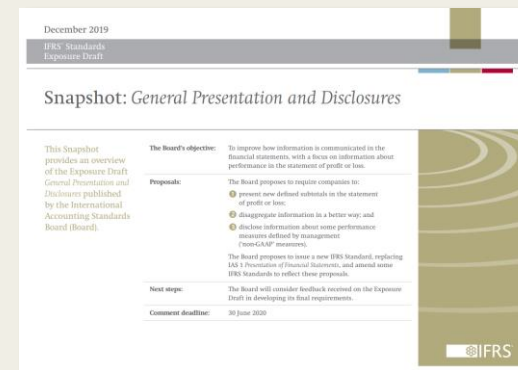 December 2019
IFRS® Standards
Exposure Draft
Snapshot: General Presentation and Disclosures
This Snapshot
provides an overview
of the Exposure Draft
General Presentation and
Disclosures published
by the International
Accounting Standards
Board (Board).
The Board's objective:
To improve how information is communicated in the
financial statements, with a focus on information about
performance in the statement of profit or loss.
Proposals:
The Board proposes to require companies to:
1 present new defined subtotals in the statement
of profit or loss;
2 disaggregate information in a better way; and
3 disclose information about some performance
measures defined by management
('non-GAAP' measures).
The Board proposes to issue a new IFRS Standard, replacing
IAS 1 Presentation of Financial Statements, and amend some
IFRS Standards to reflect these proposals.
Next steps:
The Board will consider feedback received on the Exposure
Draft in developing its final requirements.
Comment deadline:
30 June 2020
IFRS